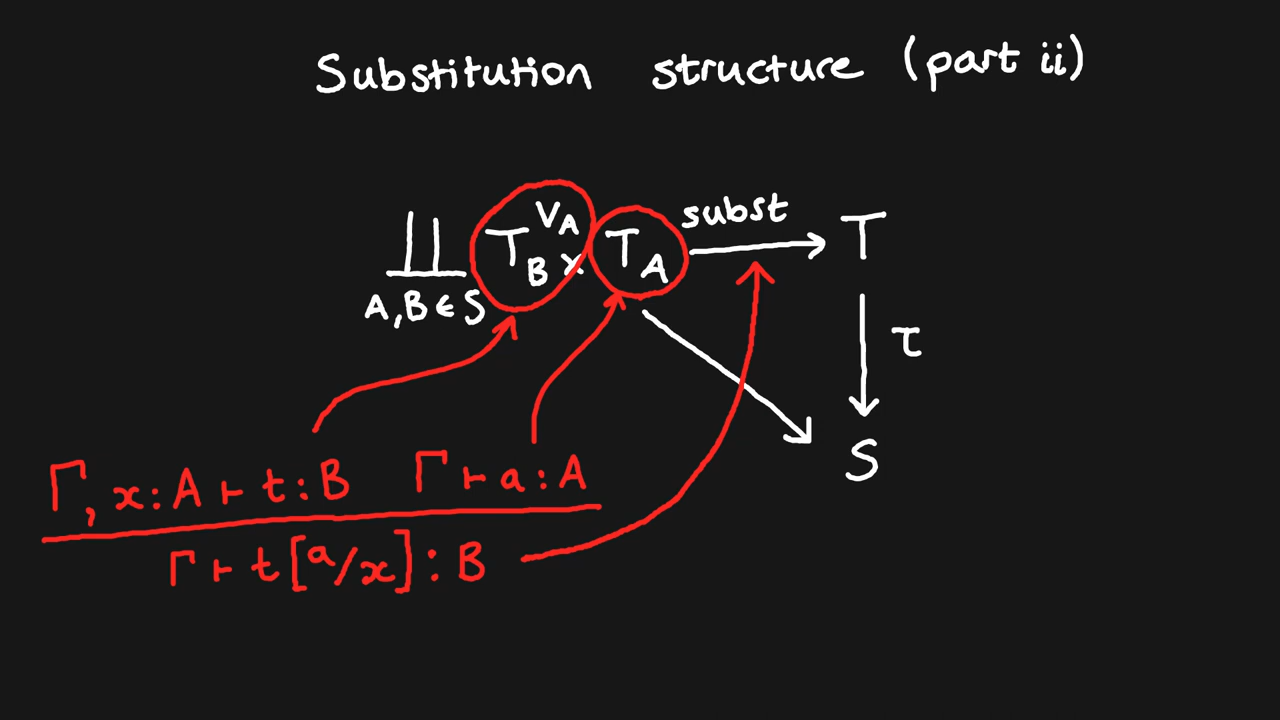 Substitution structure (part ii)
∐ T_B^{V_A} × T_A subst T
A, B ∈ S
τ
S
Γ, x : A ⊢ t : B Γ ⊢ a : A
Γ ⊢ t[a/x] : B